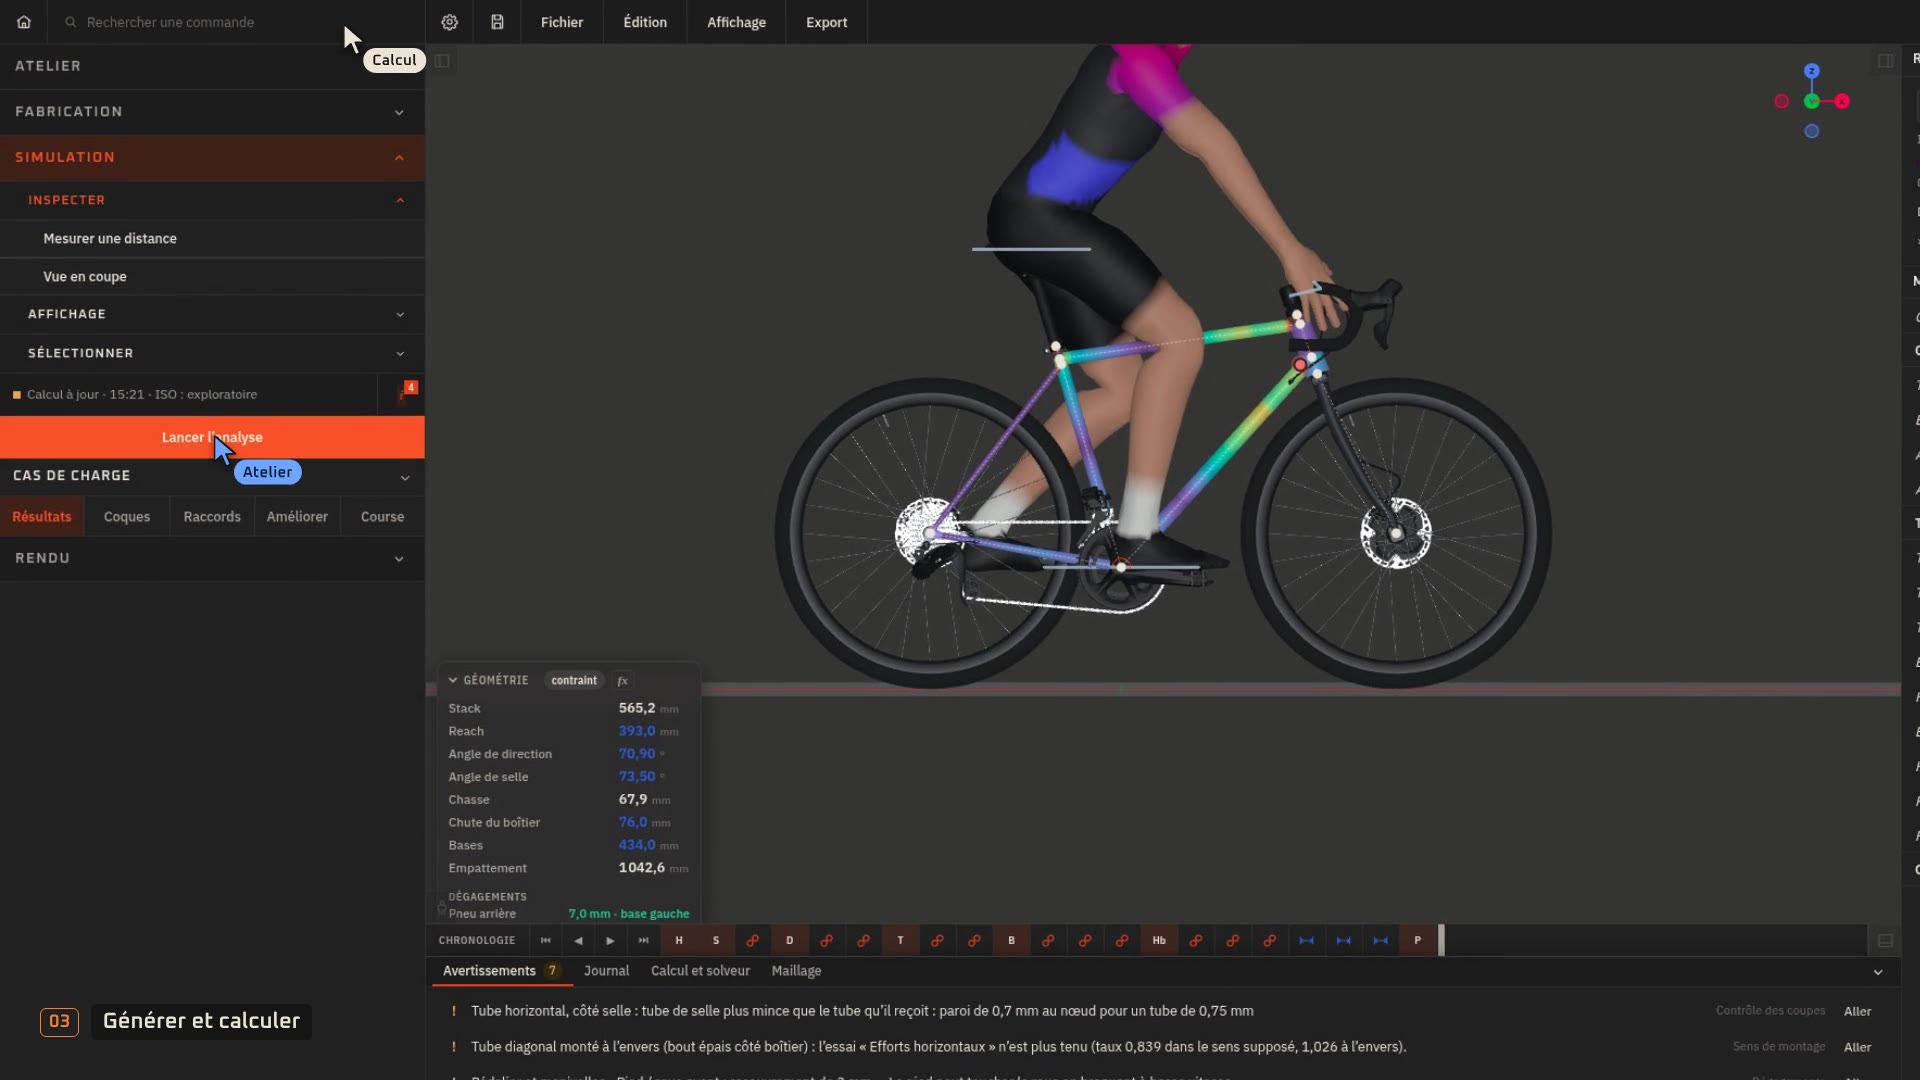 Rechercher une commande
Fichier
Édition
Affichage
Export
Calcul
ATELIER
FABRICATION
SIMULATION
INSPECTER
Mesurer une distance
Vue en coupe
AFFICHAGE
SÉLECTIONNER
Calcul à jour · 15:21 · ISO : exploratoire
4
Lancer l'analyse
Atelier
CAS DE CHARGE
Résultats
Coques
Raccords
Améliorer
Course
RENDU
Z
Y
X
GÉOMÉTRIE contraint fx
Stack 565,2 mm
Reach 393,0 mm
Angle de direction 70,90 °
Angle de selle 73,50 °
Chasse 67,9 mm
Chute du boîtier 76,0 mm
Bases 434,0 mm
Empattement 1042,6 mm
DÉGAGEMENTS
Pneu arrière 7,0 mm · base gauche
CHRONOLOGIE H S D T B Hb P
Avertissements 7 Journal Calcul et solveur Maillage
! Tube horizontal, côté selle : tube de selle plus mince que le tube qu'il reçoit : paroi de 0,7 mm au nœud pour un tube de 0,75 mm Contrôle des coupes Aller
! Tube diagonal monté à l'envers (bout épais côté boîtier) : l'essai « Efforts horizontaux » n'est plus tenu (taux 0,839 dans le sens supposé, 1,026 à l'envers). Sens de montage Aller
03 Générer et calculer